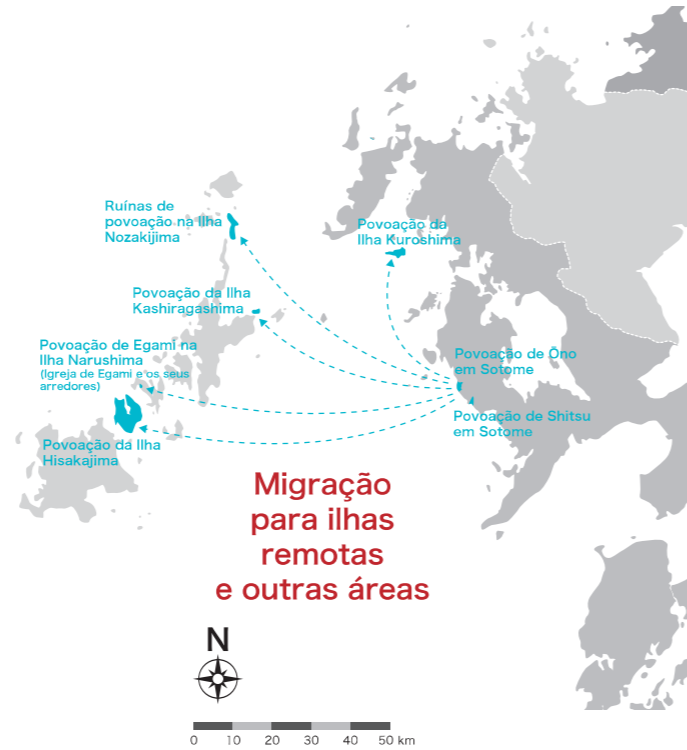 Ruínas de
povoação na Ilha
Nozakijima
Povoação da
Ilha Kuroshima
Povoação da Ilha
Kashiragashima
Povoação de Egami na
Ilha Narushima
(Igreja de Egami e os seus
arredores)
Povoação da Ilha
Hisakajima
Povoação de Ōno
em Sotome
Povoação de Shitsu
em Sotome
Migração
para ilhas
remotas
e outras áreas
N
0 10 20 30 40 50 km